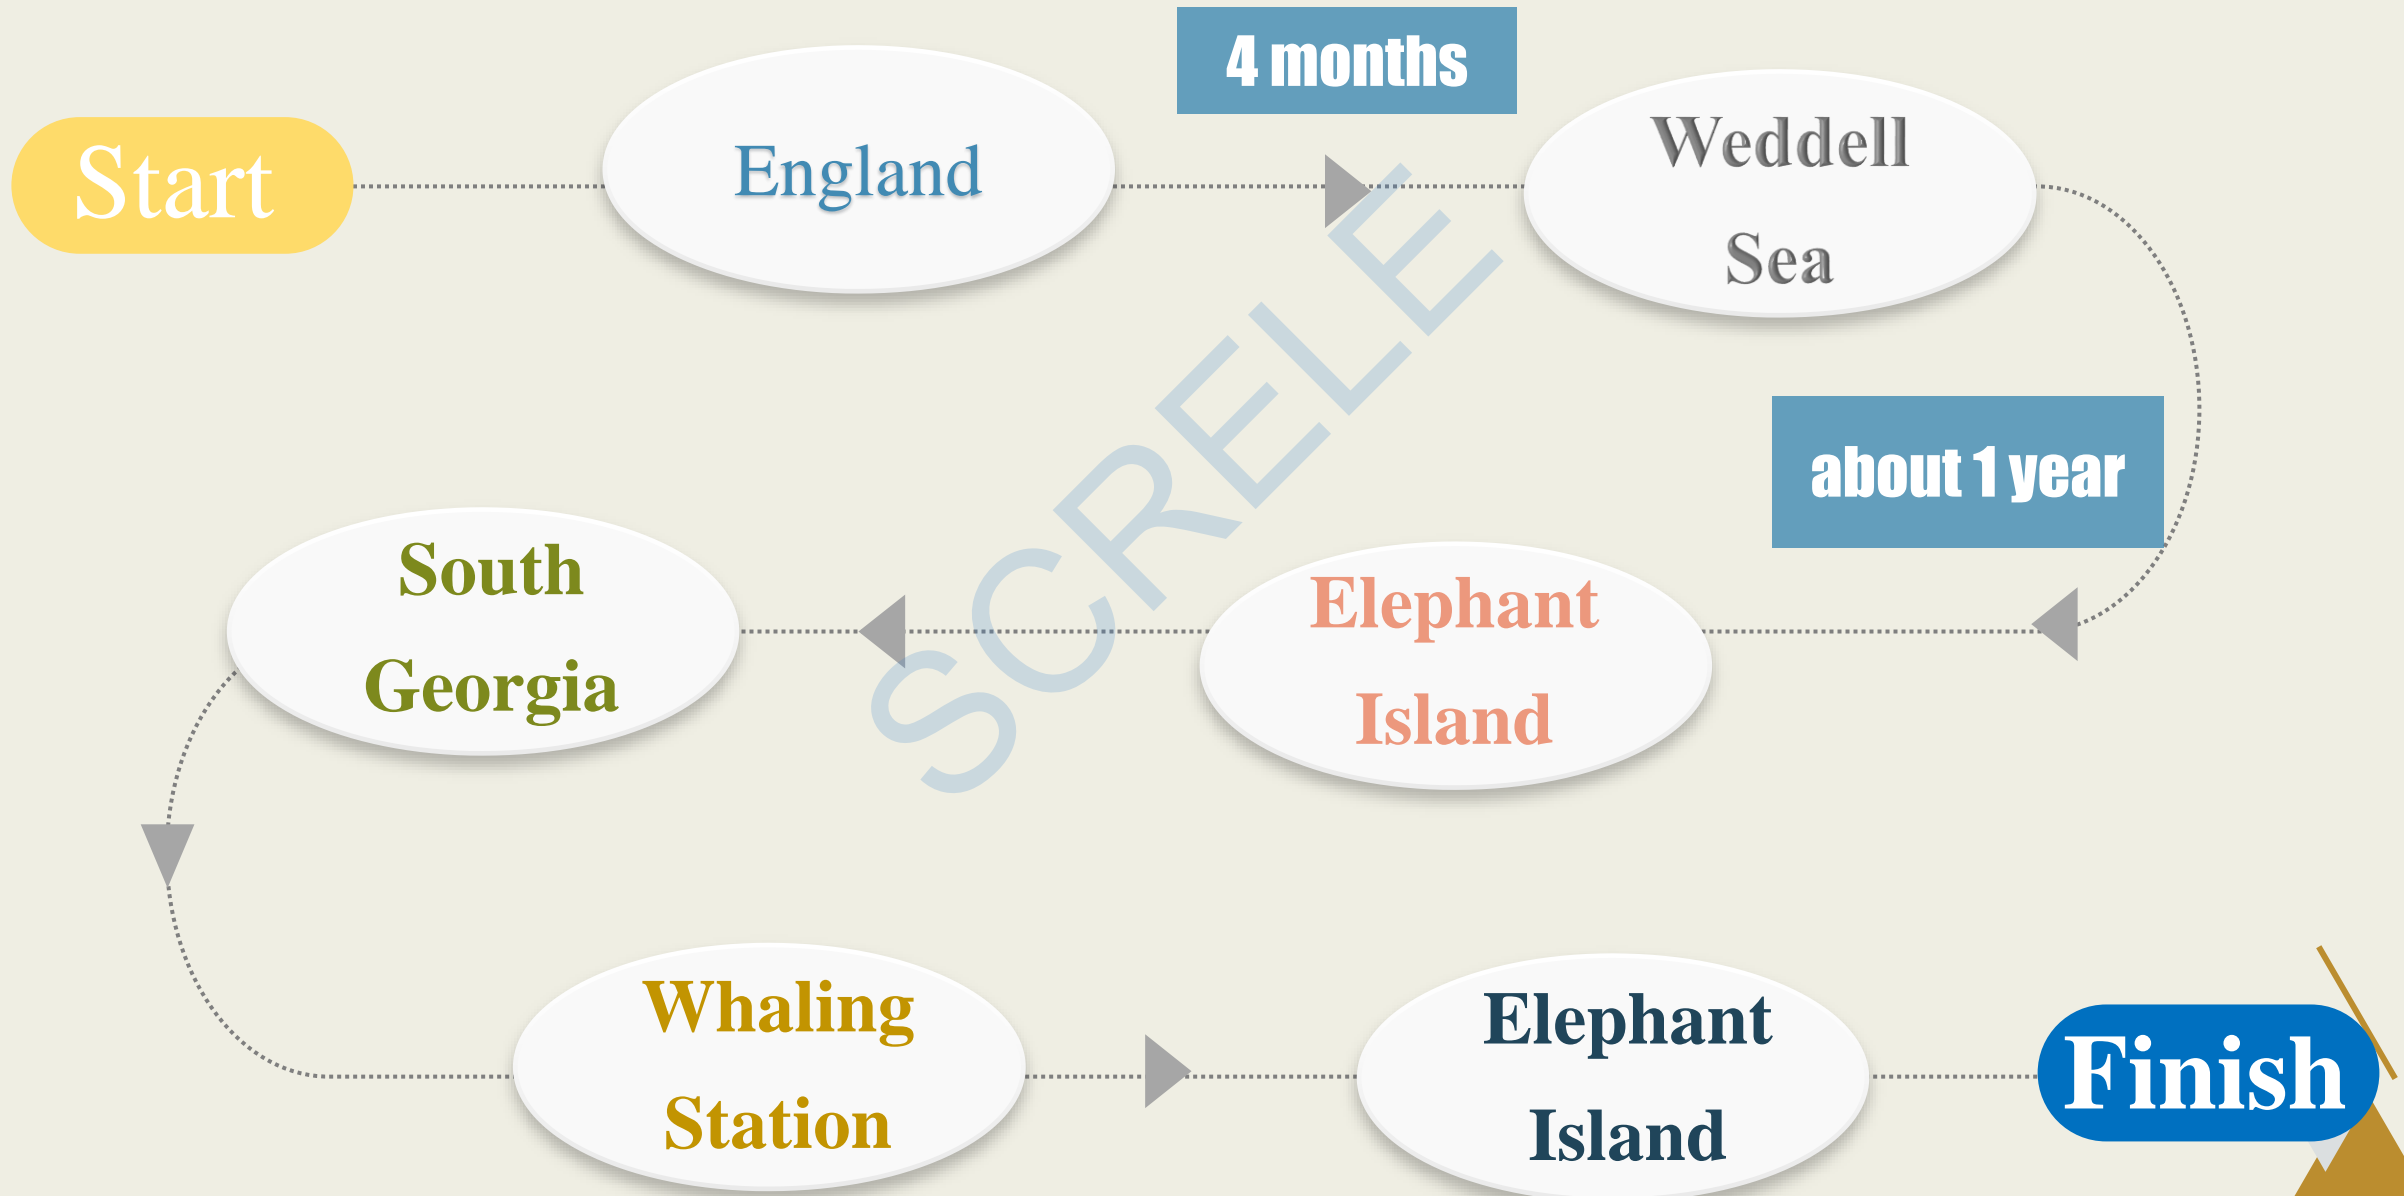 Start
England
4 months
Weddell
Sea
about 1 year
Elephant
Island
South
Georgia
Whaling
Station
Elephant
Island
Finish
SCRELE